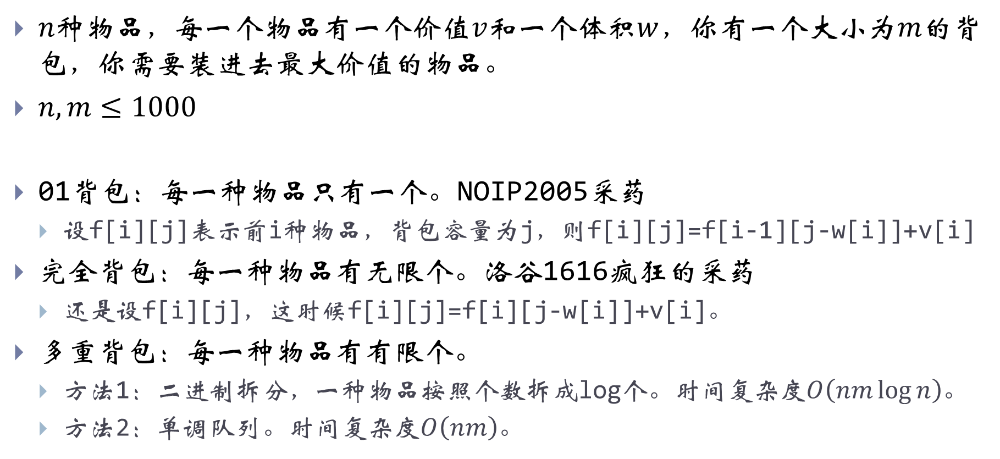 n种物品，每一个物品有一个价值v和一个体积w，你有一个大小为m的背
包，你需要装进去最大价值的物品。
n, m ≤ 1000
01背包：每一种物品只有一个。NOIP2005采药
设f[i][j]表示前i种物品，背包容量为j，则f[i][j]=f[i-1][j-w[i]]+v[i]
完全背包：每一种物品有无限个。洛谷1616疯狂的采药
还是设f[i][j]，这时候f[i][j]=f[i][j-w[i]]+v[i]。
多重背包：每一种物品有有限个。
方法1：二进制拆分，一种物品按照个数拆成log个。时间复杂度O(nm log n)。
方法2：单调队列。时间复杂度O(nm)。